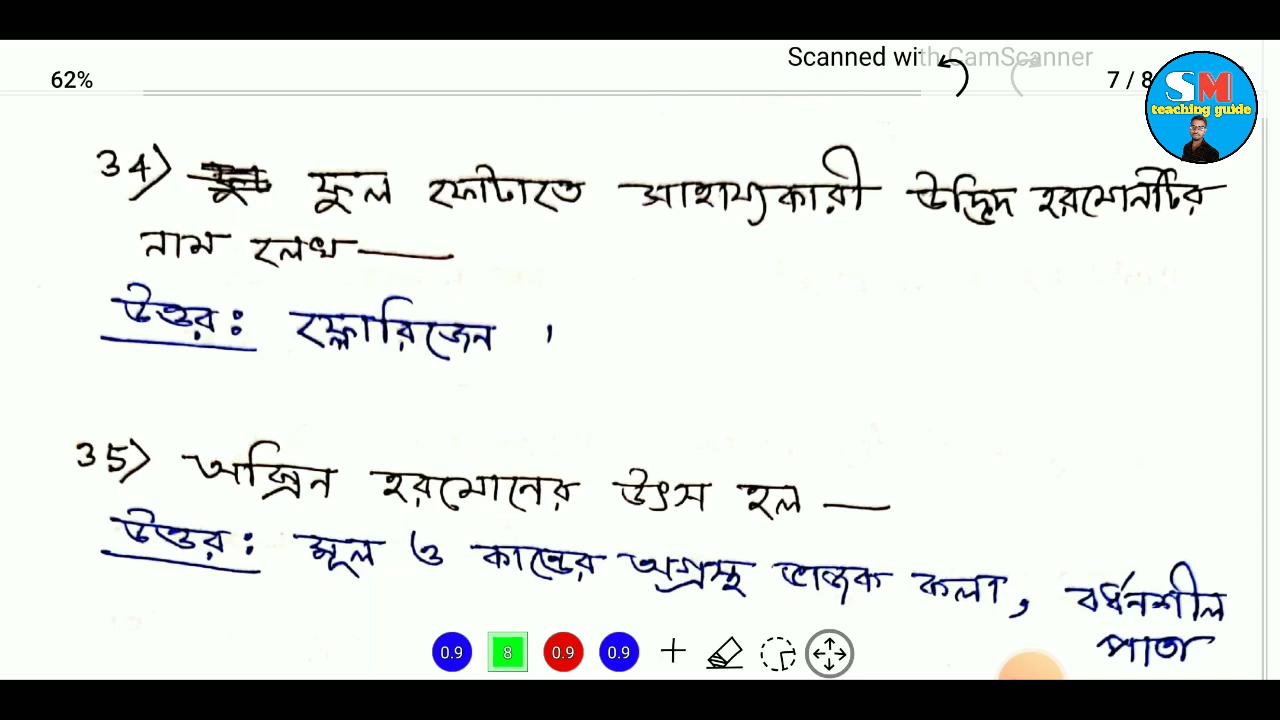 Scanned with CamScanner
62%
7 / 8
SM
teaching guide
34) ফুল ফোটাতে সাহায্যকারী উদ্ভিদ হরমোনটির
নাম লেখ —
উত্তর: ফ্লোরিজেন ।
35) অক্সিন হরমোনের উৎস হল —
উত্তর: মূল ও কান্ডের অগ্রস্থ ভাজক কলা, বর্ধনশীল
পাতা
0.9 8 0.9 0.9